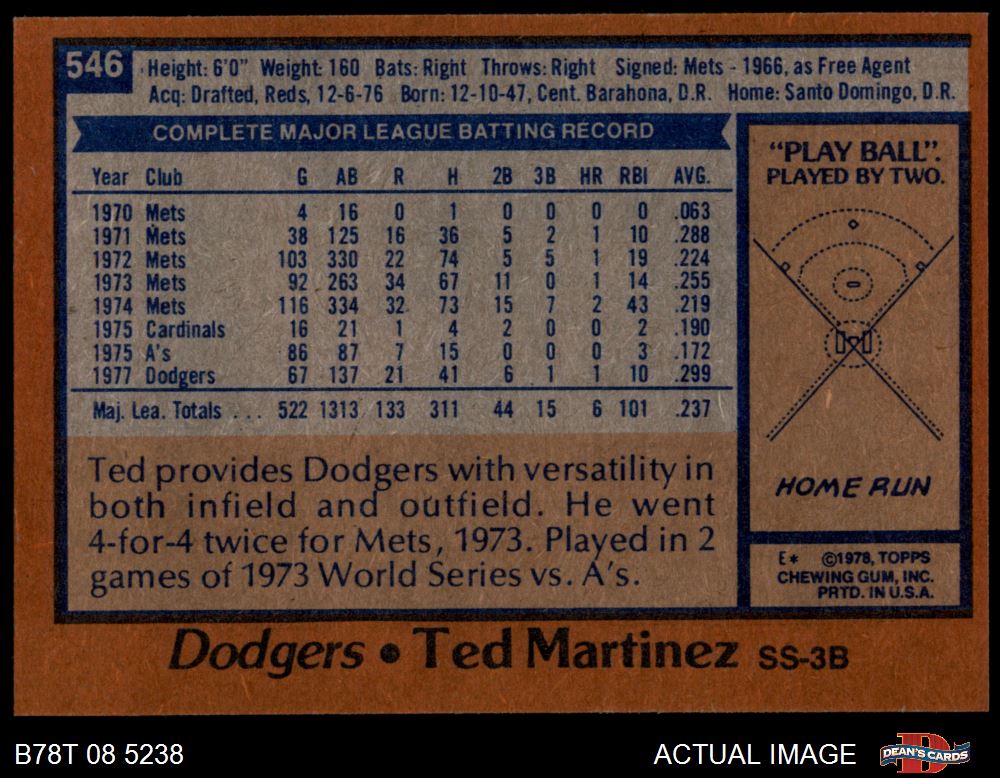 546
Height: 6'0" Weight: 160 Bats: Right Throws: Right Signed: Mets - 1966, as Free Agent
Acq: Drafted, Reds, 12-6-76 Born: 12-10-47, Cent. Barahona, D.R. Home: Santo Domingo, D.R.
COMPLETE MAJOR LEAGUE BATTING RECORD
Year Club G AB R H 2B 3B HR RBI AVG.
1970 Mets 4 16 0 1 0 0 0 0 .063
1971 Mets 38 125 16 36 5 2 1 10 .288
1972 Mets 103 330 22 74 5 5 1 19 .224
1973 Mets 92 263 34 67 11 0 1 14 .255
1974 Mets 116 334 32 73 15 7 2 43 .219
1975 Cardinals 16 21 1 4 2 0 0 2 .190
1975 A's 86 87 7 15 0 0 0 3 .172
1977 Dodgers 67 137 21 41 6 1 1 10 .299
Maj. Lea. Totals ... 522 1313 133 311 44 15 6 101 .237
Ted provides Dodgers with versatility in
both infield and outfield. He went
4-for-4 twice for Mets, 1973. Played in 2
games of 1973 World Series vs. A's.
"PLAY BALL".
PLAYED BY TWO.
HOME RUN
E* ©1978, TOPPS
CHEWING GUM, INC.
PRTD. IN U.S.A.
Dodgers • Ted Martinez SS-3B
B78T 08 5238
ACTUAL IMAGE
D
DEAN'S CARDS